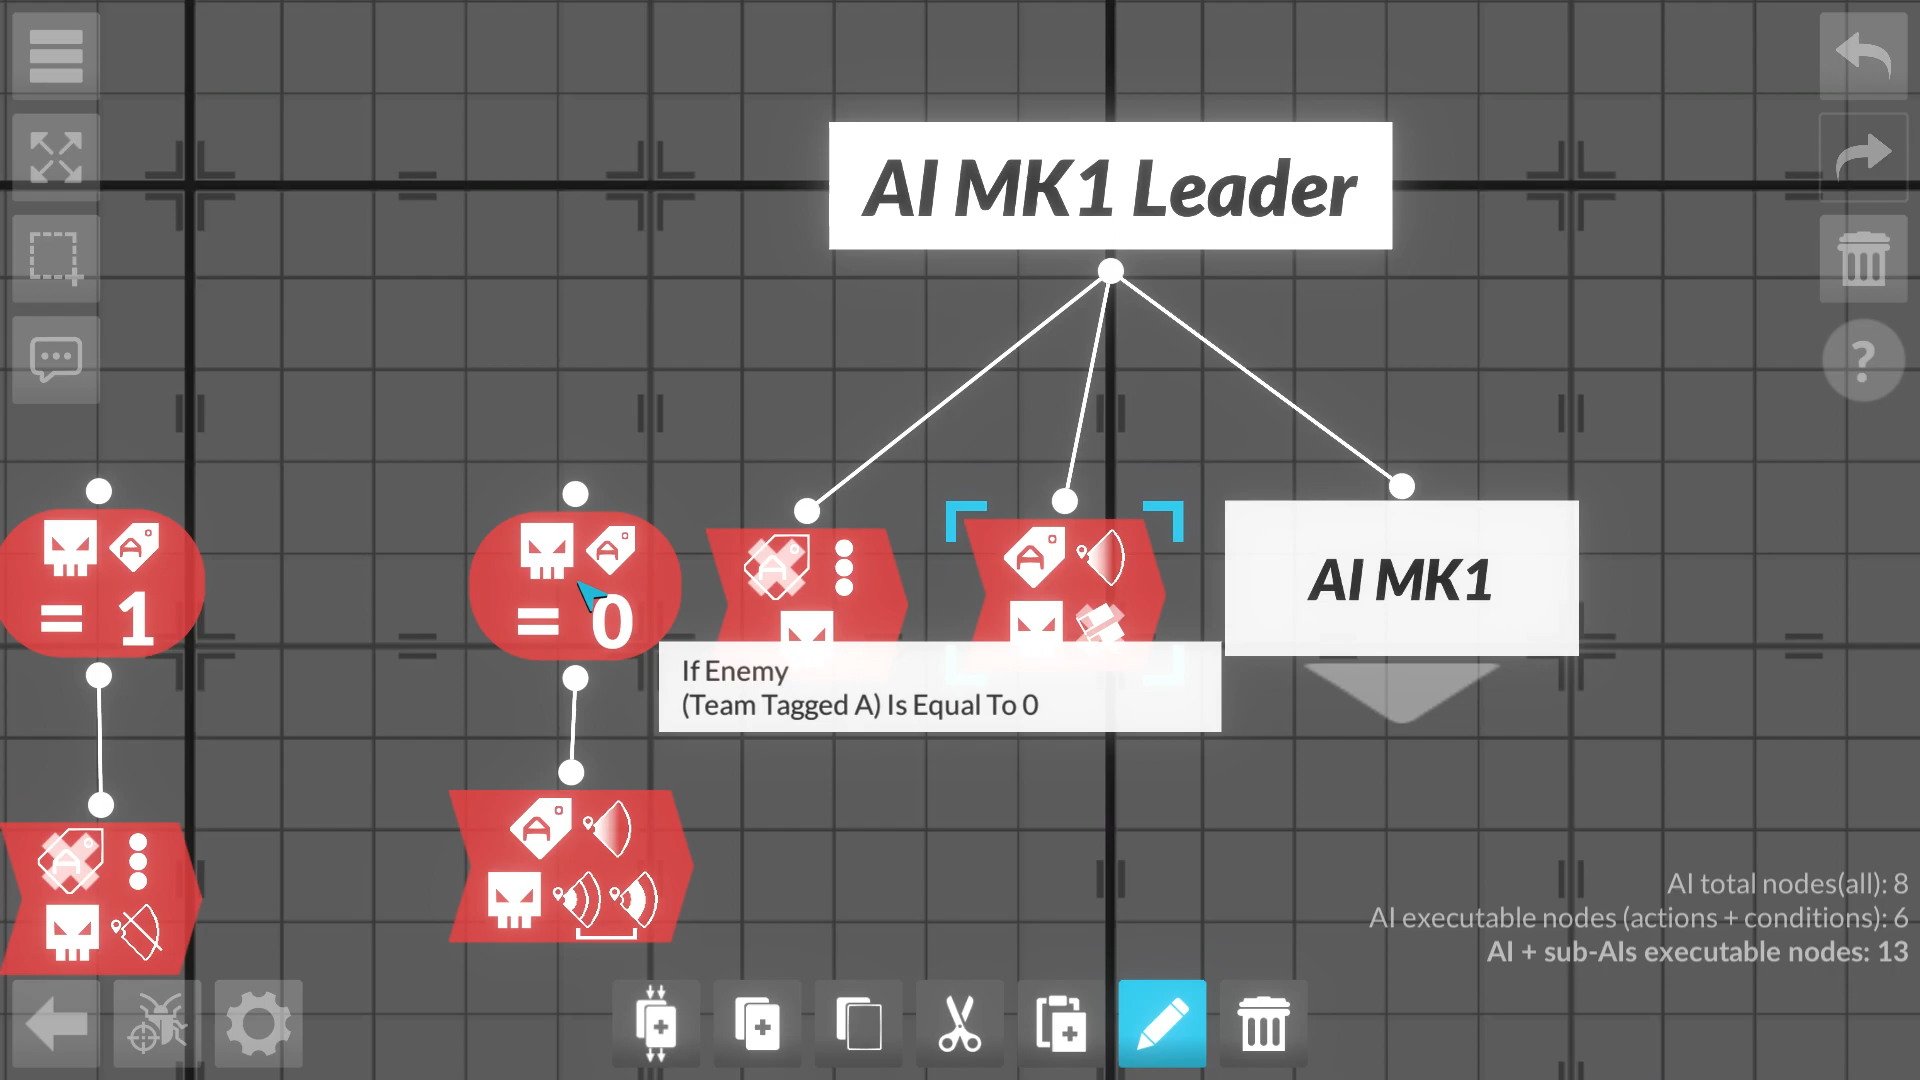 AI MK1 Leader
= 1
= 0
AI MK1
If Enemy
(Team Tagged A) Is Equal To 0
A
A
A
A
A
A
AI total nodes(all): 8
AI executable nodes (actions + conditions): 6
AI + sub-AIs executable nodes: 13
?